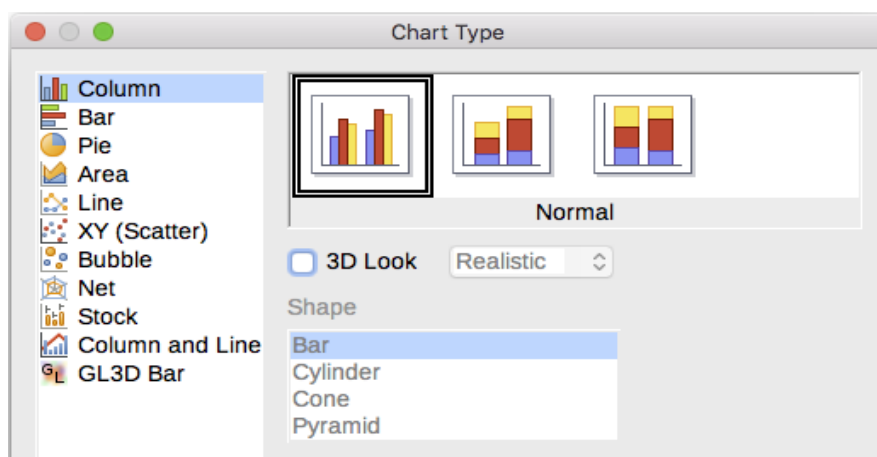 Chart Type
Column
Bar
Pie
Area
Line
XY (Scatter)
Bubble
Net
Stock
Column and Line
GL GL3D Bar
Normal
3D Look Realistic
Shape
Bar
Cylinder
Cone
Pyramid